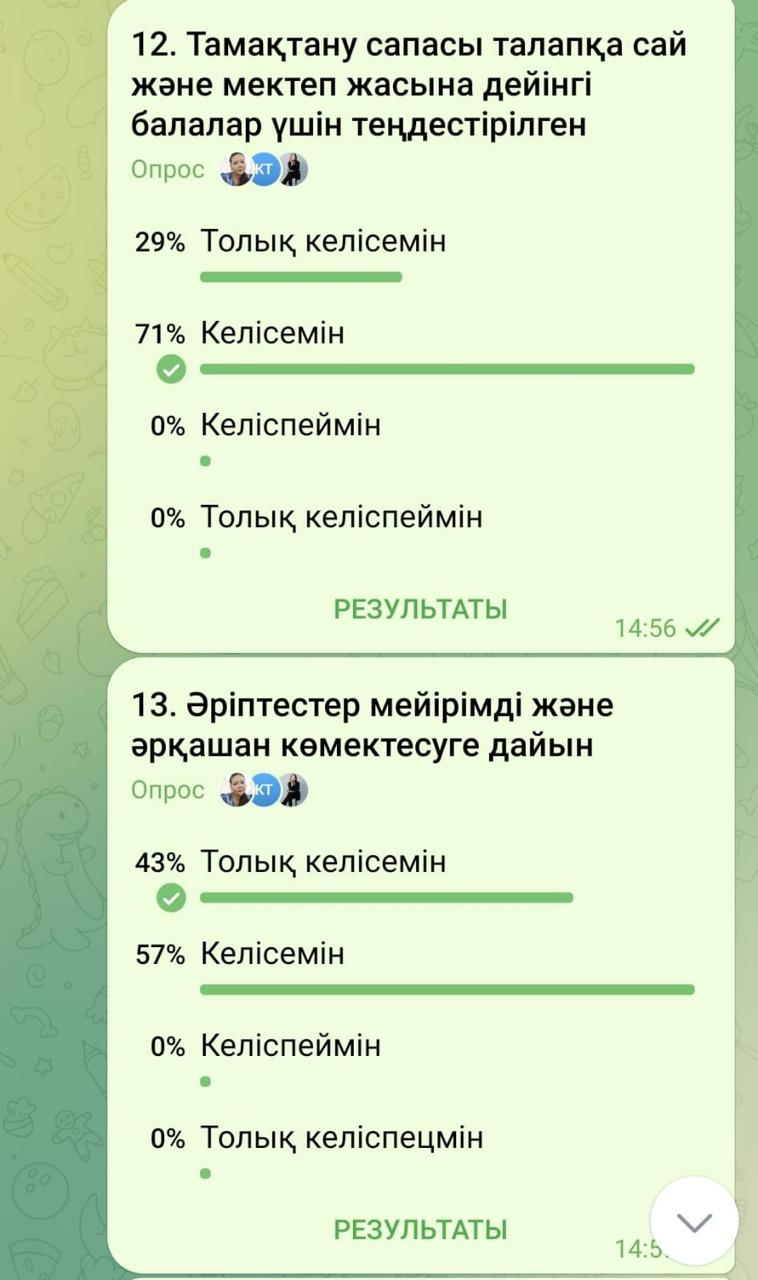 12. Тамақтану сапасы талапқа сай
және мектеп жасына дейінгі
балалар үшін теңдестірілген
Опрос КТ
29% Толық келісемін
71% Келісемін
0% Келіспеймін
0% Толық келіспеймін
РЕЗУЛЬТАТЫ
14:56
13. Әріптестер мейірімді және
әрқашан көмектесуге дайын
Опрос КТ
43% Толық келісемін
57% Келісемін
0% Келіспеймін
0% Толық келіспецмін
РЕЗУЛЬТАТЫ